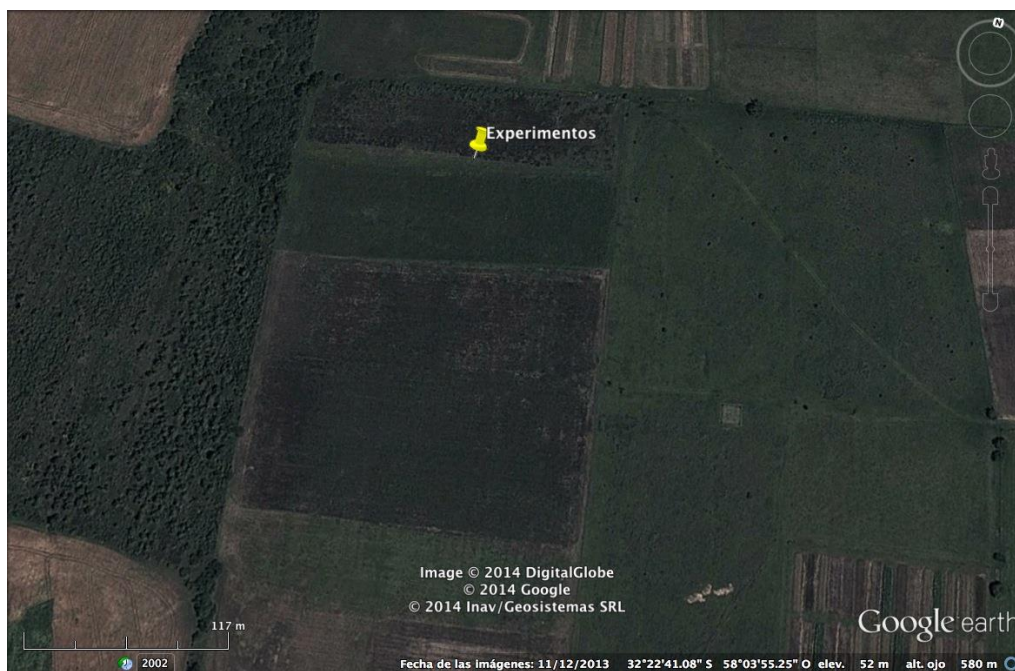 N
Experimentos
Image © 2014 DigitalGlobe
© 2014 Google
© 2014 Inav/Geosistemas SRL
Google earth
117 m
2002
Fecha de las imágenes: 11/12/2013 32°22'41.08" S 58°03'55.25" O elev. 52 m alt. ojo 580 m